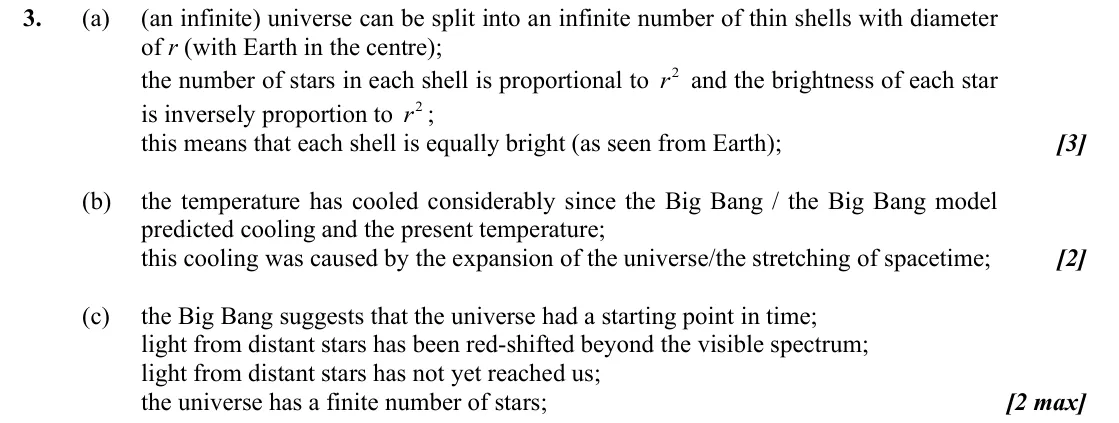 3. (a) (an infinite) universe can be split into an infinite number of thin shells with diameter
of r (with Earth in the centre);
the number of stars in each shell is proportional to r² and the brightness of each star
is inversely proportion to r²;
this means that each shell is equally bright (as seen from Earth); [3]
(b) the temperature has cooled considerably since the Big Bang / the Big Bang model
predicted cooling and the present temperature;
this cooling was caused by the expansion of the universe/the stretching of spacetime; [2]
(c) the Big Bang suggests that the universe had a starting point in time;
light from distant stars has been red-shifted beyond the visible spectrum;
light from distant stars has not yet reached us;
the universe has a finite number of stars; [2 max]